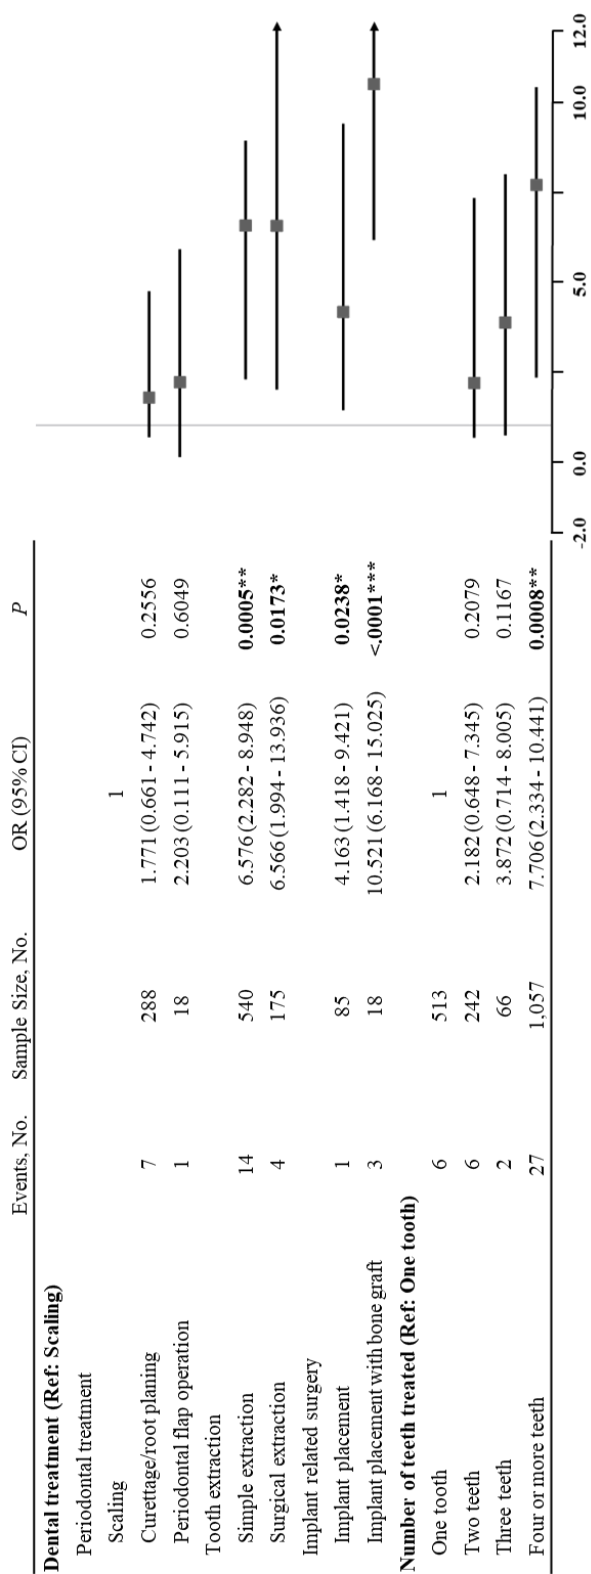 Events, No. Sample Size, No. OR (95% CI) P
Dental treatment (Ref: Scaling)
Periodontal treatment
Scaling 1
Curettage/root planing 7 288 1.771 (0.661 - 4.742) 0.2556
Periodontal flap operation 1 18 2.203 (0.111 - 5.915) 0.6049
Tooth extraction
Simple extraction 14 540 6.576 (2.282 - 8.948) 0.0005**
Surgical extraction 4 175 6.566 (1.994 - 13.936) 0.0173*
Implant related surgery
Implant placement 1 85 4.163 (1.418 - 9.421) 0.0238*
Implant placement with bone graft 3 18 10.521 (6.168 - 15.025) <.0001***
Number of teeth treated (Ref: One tooth)
One tooth 6 513 1
Two teeth 6 242 2.182 (0.648 - 7.345) 0.2079
Three teeth 2 66 3.872 (0.714 - 8.005) 0.1167
Four or more teeth 27 1,057 7.706 (2.334 - 10.441) 0.0008**
-2.0 0.0 5.0 10.0 12.0